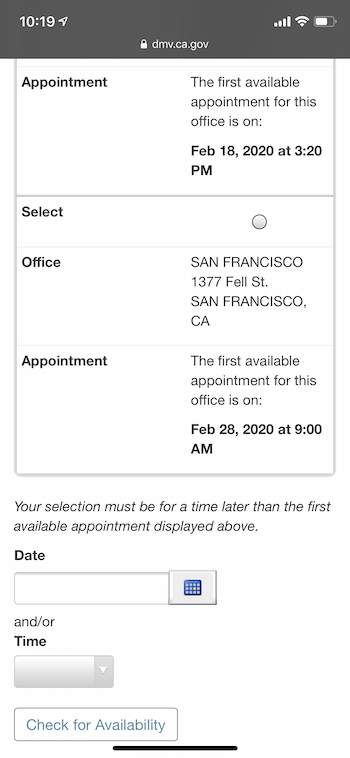 10:19
dmv.ca.gov
Appointment
The first available
appointment for this
office is on:
Feb 18, 2020 at 3:20
PM
Select
Office
SAN FRANCISCO
1377 Fell St.
SAN FRANCISCO,
CA
Appointment
The first available
appointment for this
office is on:
Feb 28, 2020 at 9:00
AM
Your selection must be for a time later than the first
available appointment displayed above.
Date
and/or
Time
Check for Availability